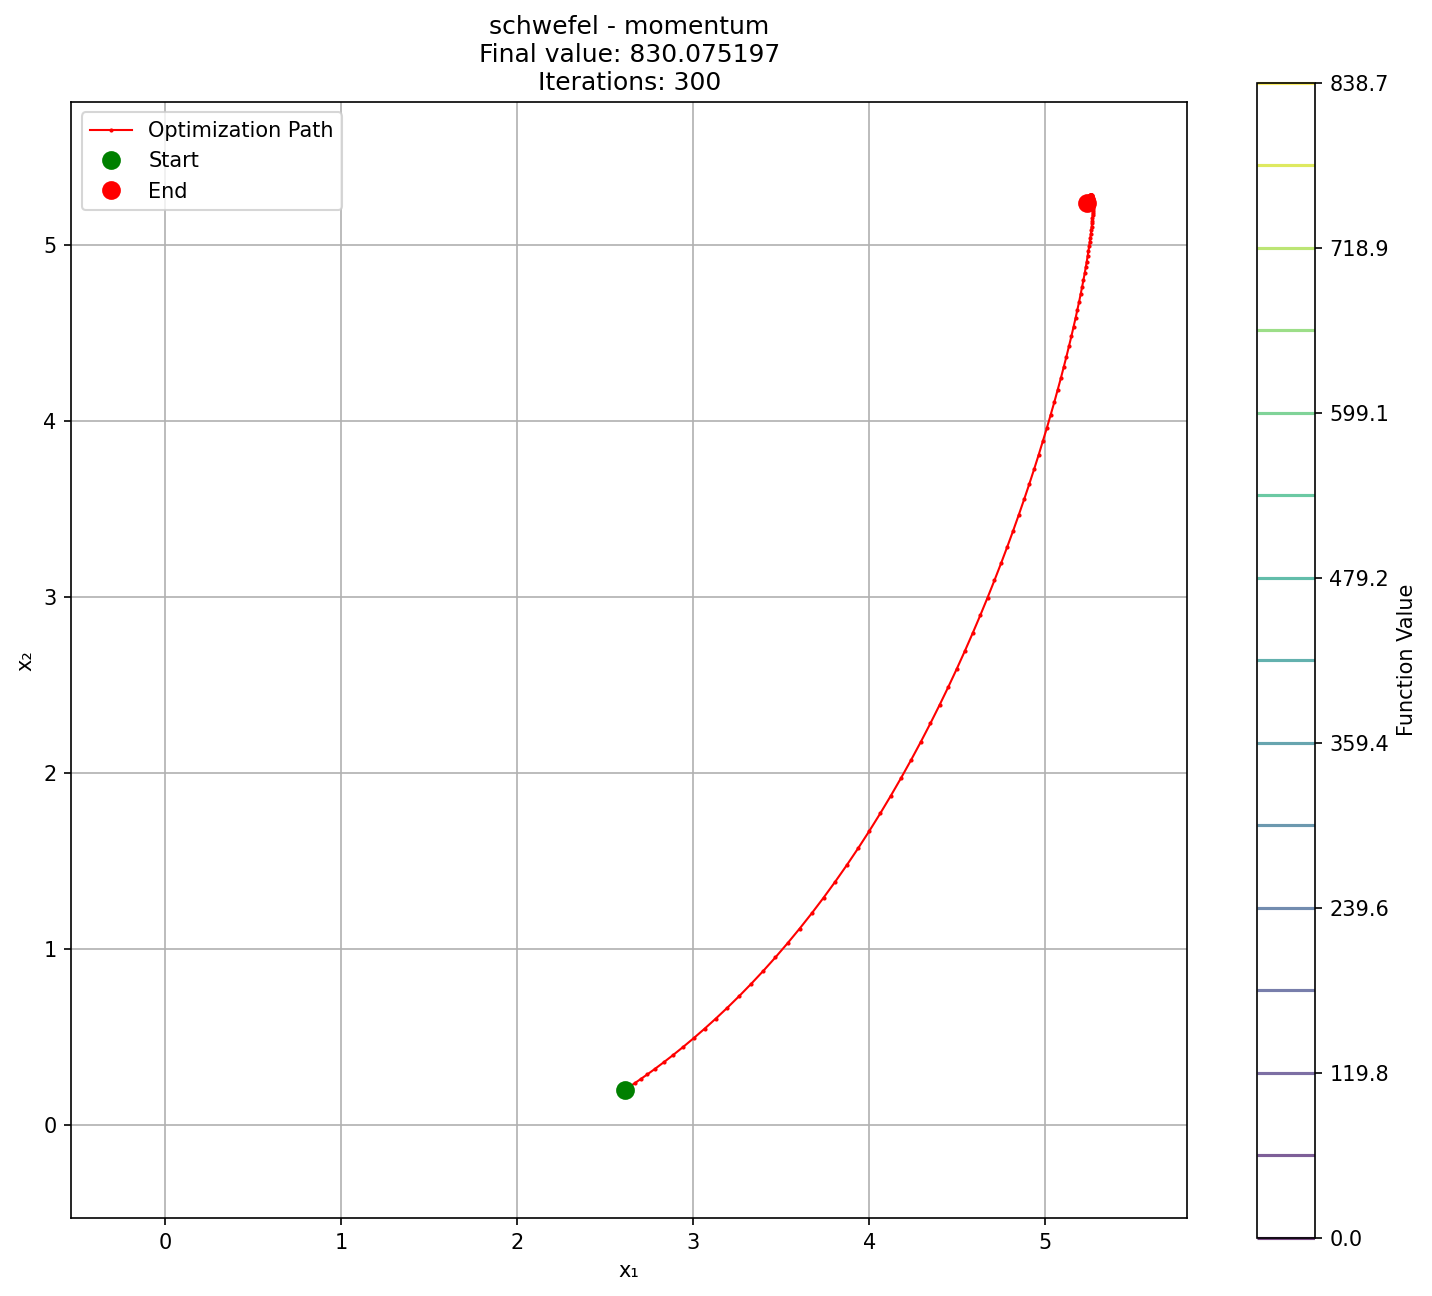 schwefel - momentum
Final value: 830.075197
Iterations: 300
Optimization Path
Start
End
5
4
3
2
1
0
x₂
0
1
2
3
4
5
x₁
838.7
718.9
599.1
479.2
359.4
239.6
119.8
0.0
Function Value